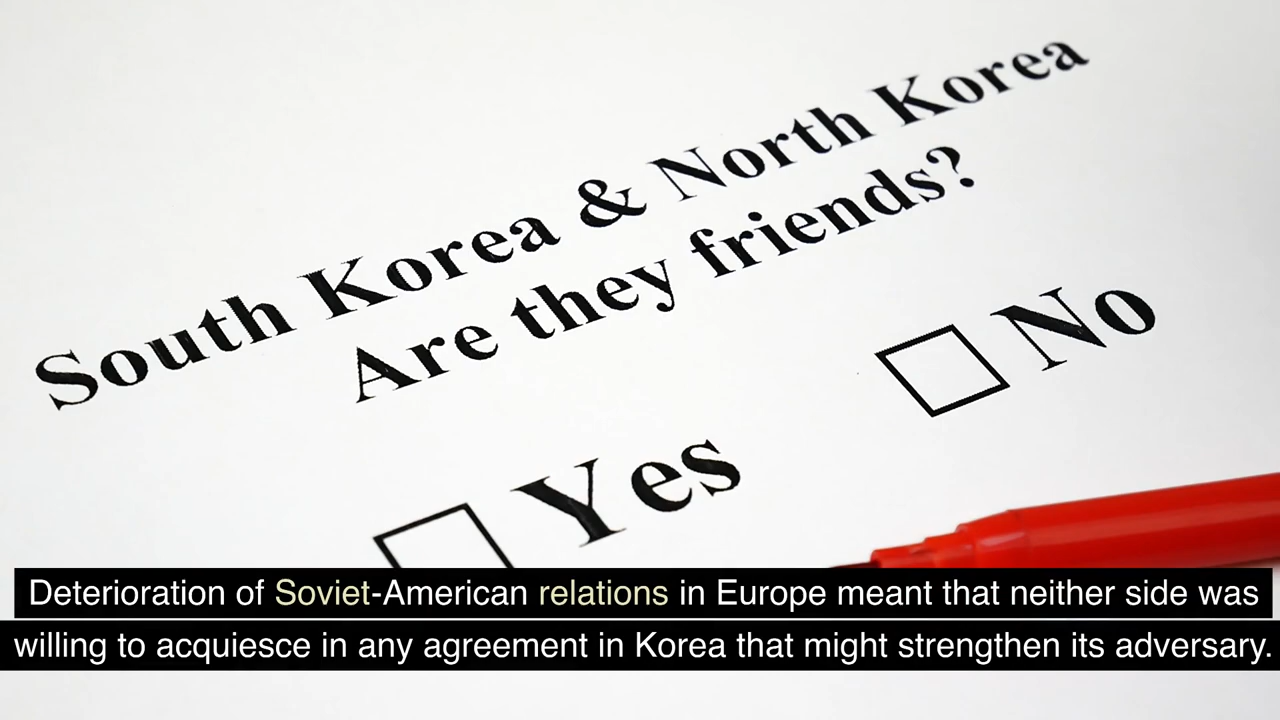 South Korea & North Korea
Are they friends?
No
Yes
Deterioration of Soviet-American relations in Europe meant that neither side was
willing to acquiesce in any agreement in Korea that might strengthen its adversary.